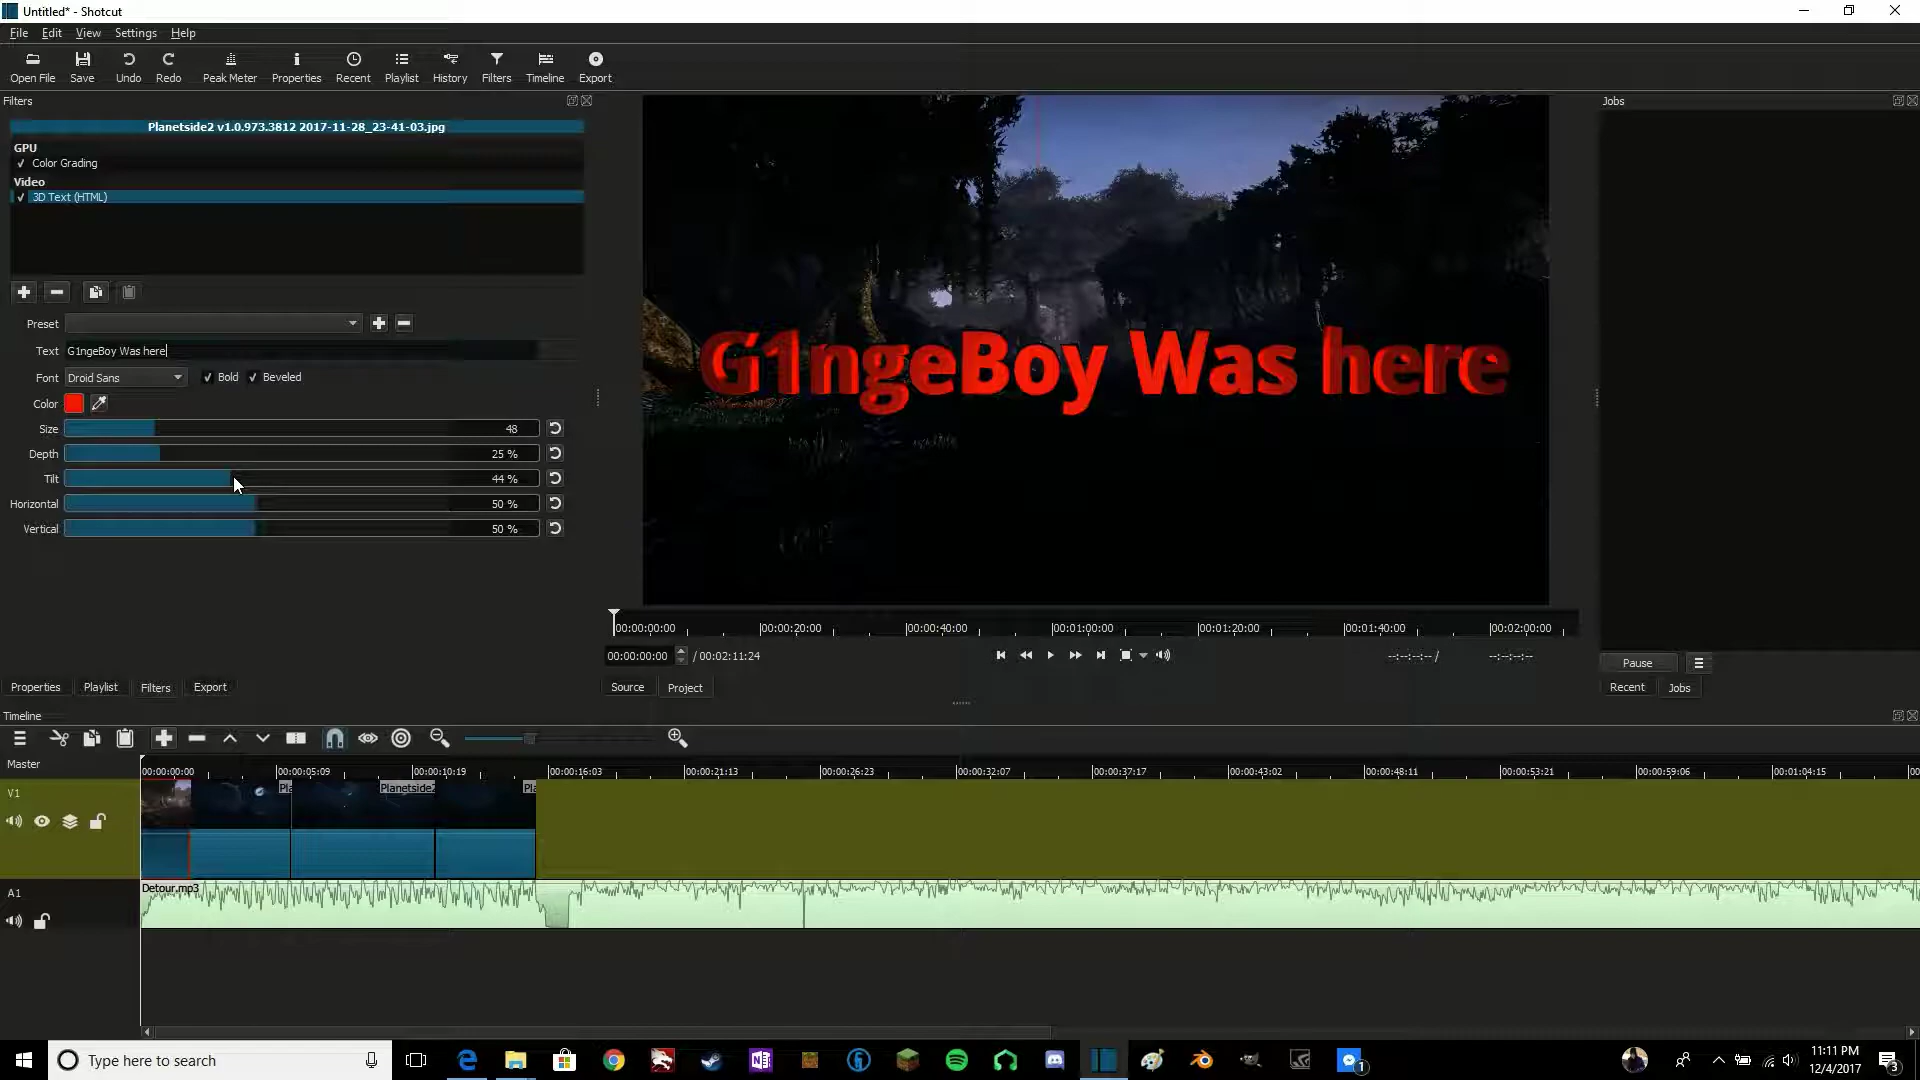 Untitled* - Shotcut
File Edit View Settings Help
Open File Save Undo Redo Peak Meter Properties Recent Playlist History Filters Timeline Export
Filters
Planetside2 v1.0.973.3812 2017-11-28_23-41-03.jpg
GPU
Color Grading
Video
3D Text (HTML)
Preset
Text G1ngeBoy Was here
Font Droid Sans Bold Beveled
Color
Size 48
Depth 25 %
Tilt 44 %
Horizontal 50 %
Vertical 50 %
G1ngeBoy Was here
Jobs
00:00:00:00 00:00:20:00 00:00:40:00 00:01:00:00 00:01:20:00 00:01:40:00 00:02:00:00
00:00:00:00 / 00:02:11:24 --:--:--:-- / --:--:--:--
Pause
Properties Playlist Filters Export
Source Project
Recent Jobs
Timeline
Master
00:00:00:00 00:00:05:09 00:00:10:19 00:00:16:03 00:00:21:13 00:00:26:23 00:00:32:07 00:00:37:17 00:00:43:02 00:00:48:11 00:00:53:21 00:00:59:06 00:01:04:15 00
V1
Pla Planetside2 Pla
A1
Detour.mp3
Type here to search
1
11:11 PM
12/4/2017
3